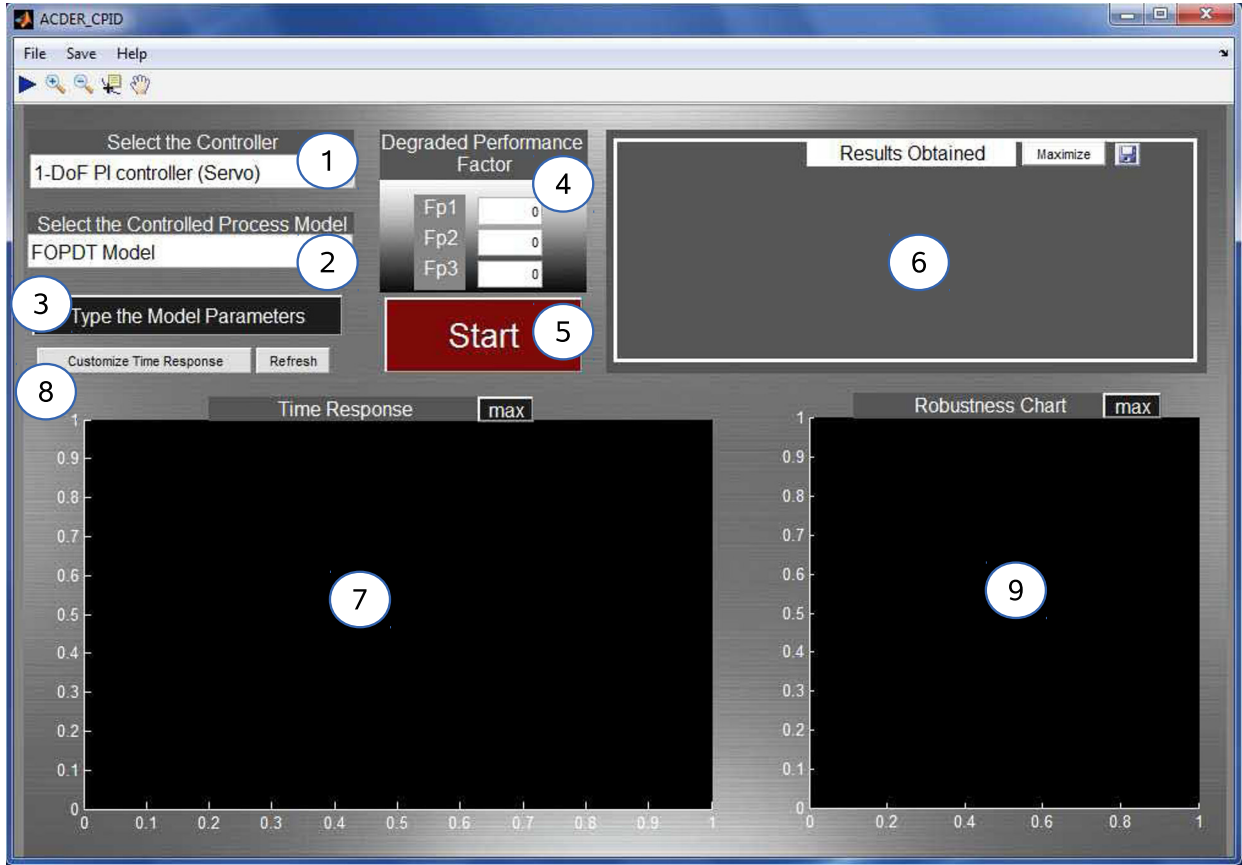 ACDER_CPID
File Save Help
Select the Controller
1
1-DoF PI controller (Servo)
Select the Controlled Process Model
FOPDT Model
2
3
Type the Model Parameters
Customize Time Response
Refresh
8
Degraded Performance
Factor
4
Fp1 0
Fp2 0
Fp3 0
Start
5
Results Obtained
Maximize
6
Time Response
max
1
0.9
0.8
0.7
0.6
0.5
0.4
0.3
0.2
0.1
0
7
0 0.1 0.2 0.3 0.4 0.5 0.6 0.7 0.8 0.9 1
Robustness Chart
max
1
0.9
0.8
0.7
0.6
0.5
0.4
0.3
0.2
0.1
0
9
0 0.2 0.4 0.6 0.8 1